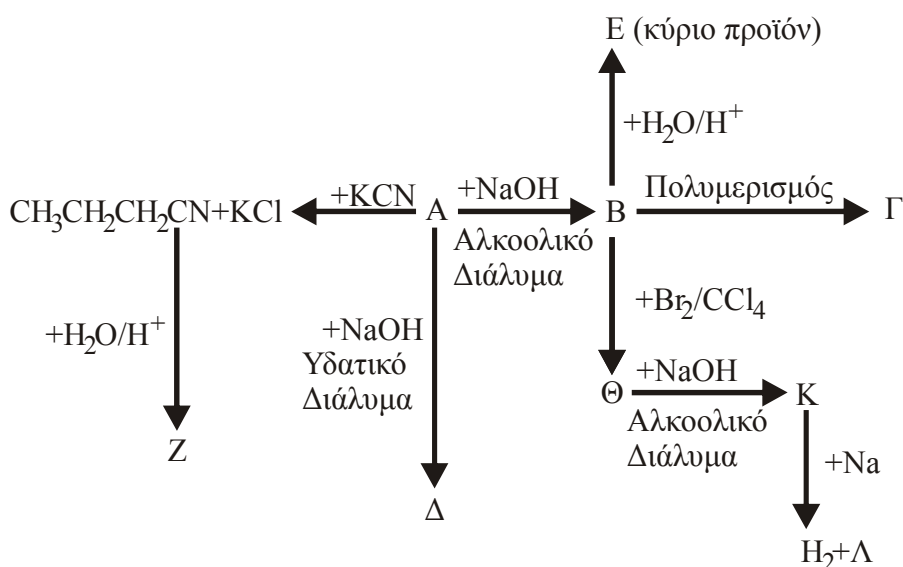 Ε (κύριο προϊόν)
+H₂O/H⁺
CH₃CH₂CH₂CN+KCl
+KCN
Α
+NaOH
Αλκοολικό
Διάλυμα
Β
Πολυμερισμός
Γ
+H₂O/H⁺
Ζ
+NaOH
Υδατικό
Διάλυμα
Δ
+Br₂/CCl₄
Θ
+NaOH
Αλκοολικό
Διάλυμα
Κ
+Na
H₂+Λ